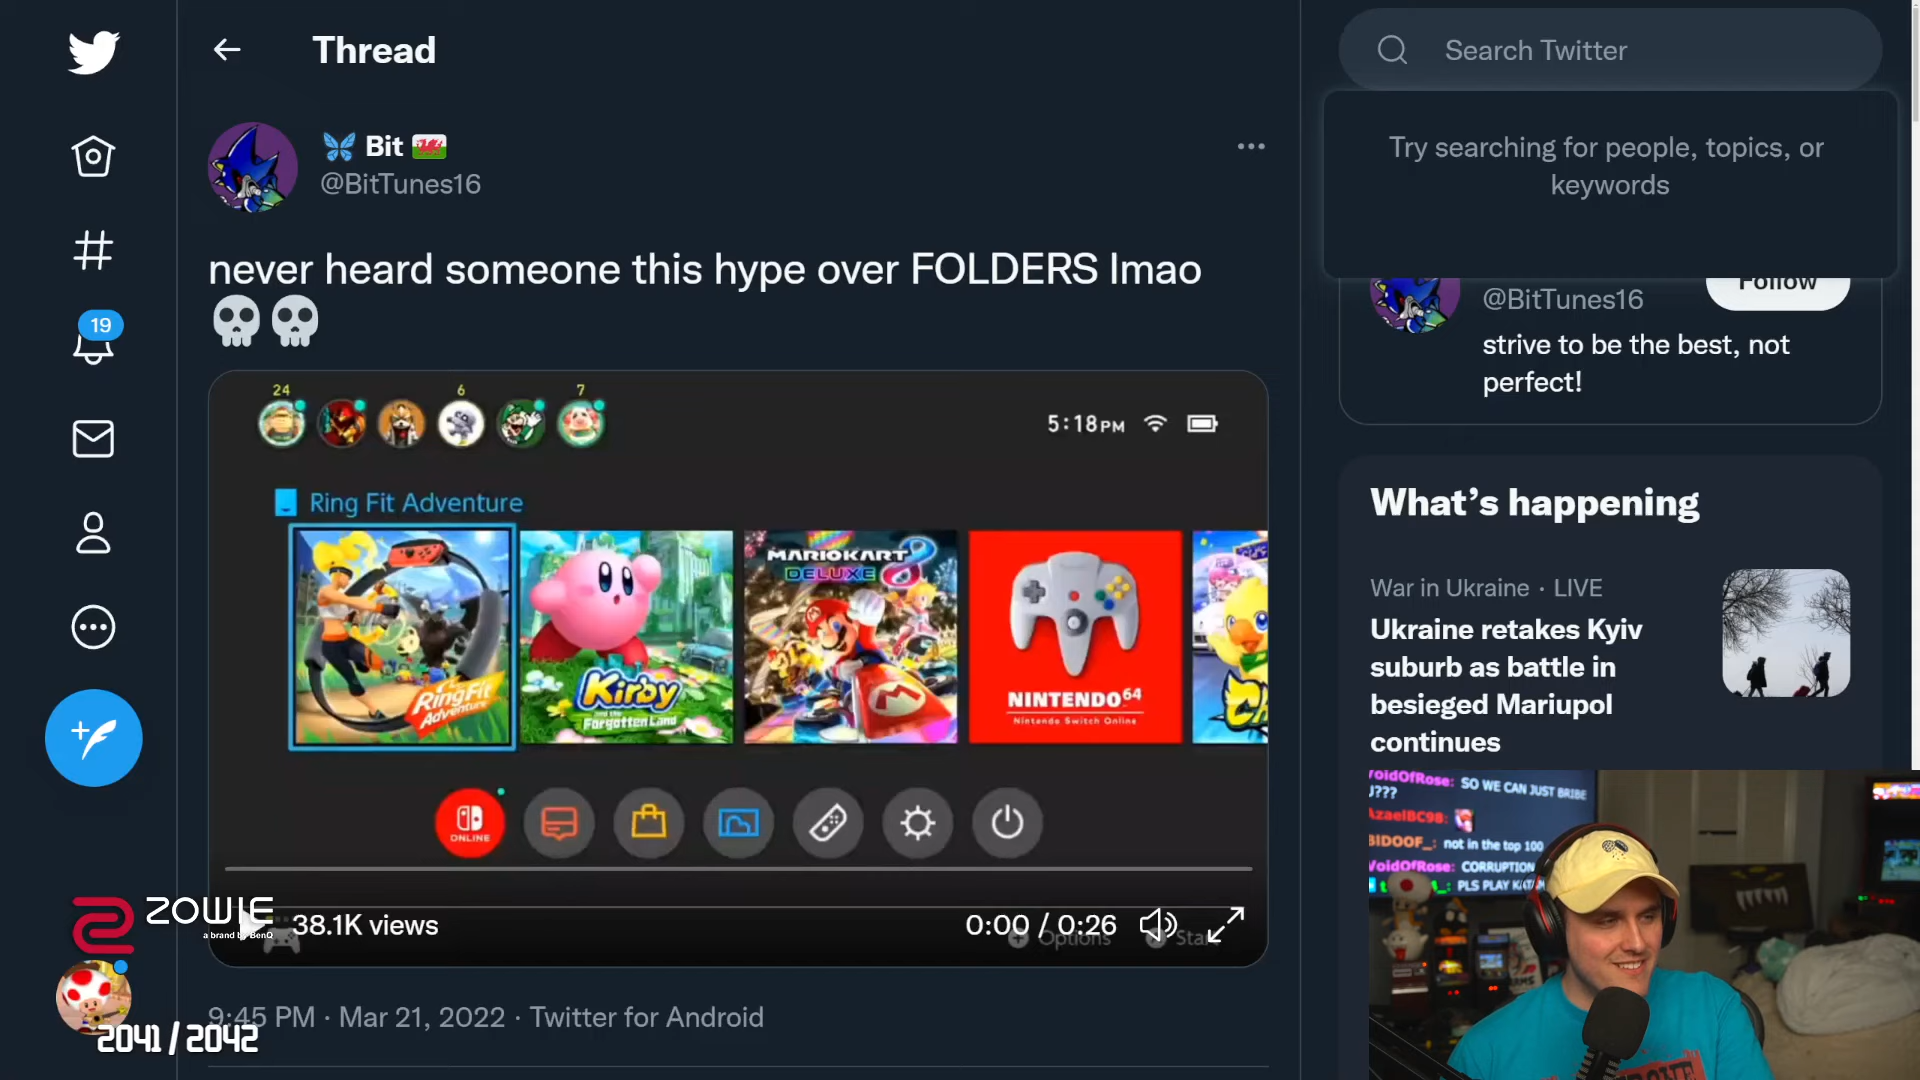 Thread
Search Twitter
Try searching for people, topics, or
keywords
Bit
@BitTunes16
never heard someone this hype over FOLDERS lmao
@BitTunes16
Follow
strive to be the best, not
perfect!
19
24
6
7
5:18PM
Ring Fit Adventure
RingFit
Adventure
Kirby
and the
Forgotten Land
MARIOKART 8
DELUXE
NINTENDO 64
Nintendo Switch Online
ONLINE
38.1K views
0:00 / 0:26
Options
9:45 PM · Mar 21, 2022 · Twitter for Android
ZOWIE
a brand by BenQ
2041 / 2042
What's happening
War in Ukraine · LIVE
Ukraine retakes Kyiv
suburb as battle in
besieged Mariupol
continues
VoidOfRose: SO WE CAN JUST BRIBE
U???
AzaelBC98:
BIDOOF_: not in the top 100
VoidOfRose: CORRUPTION
PLS PLAY